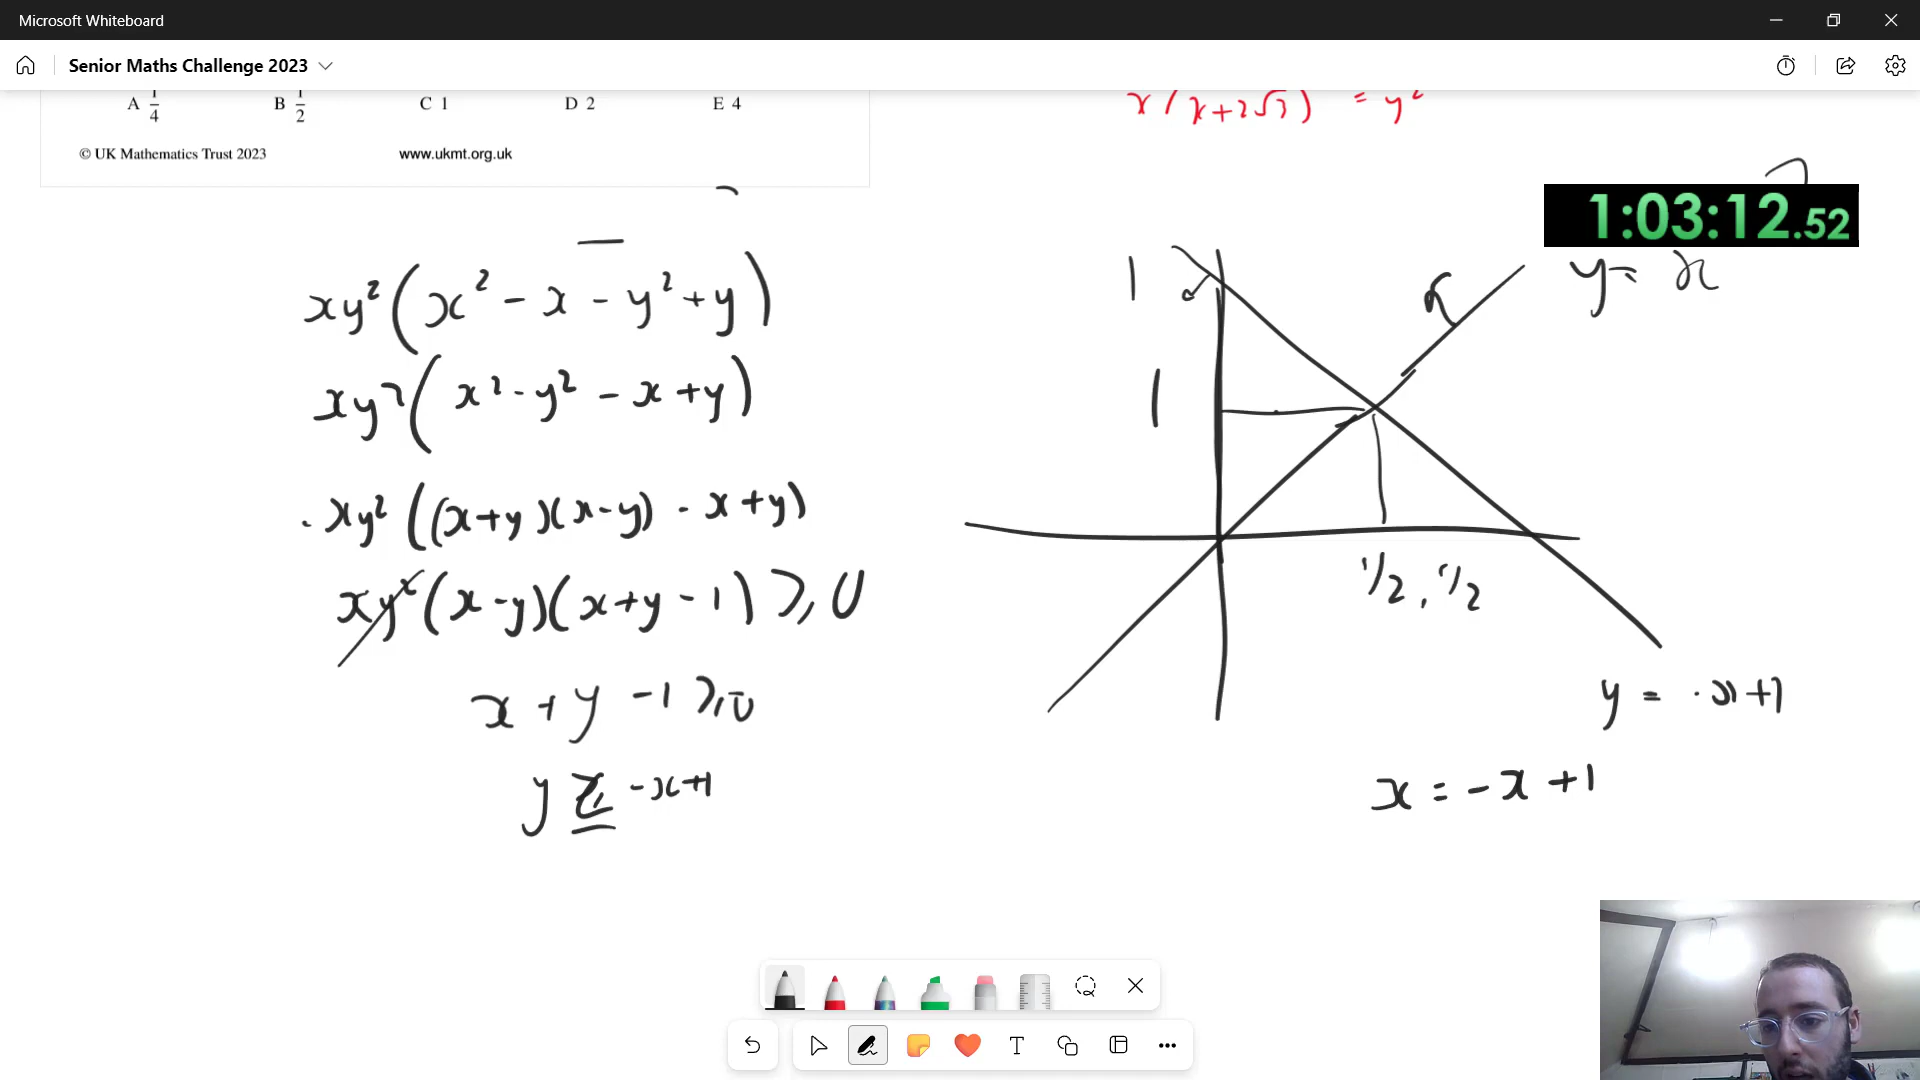 Microsoft Whiteboard
Senior Maths Challenge 2023
A 1/4 B 1/2 C 1 D 2 E 4
© UK Mathematics Trust 2023 www.ukmt.org.uk
= y²
1:03:12.52
xy²(x² - x - y² + y)
xy²(x² - y² - x + y)
xy²((x+y)(x-y) - x + y)
xy²(x-y)(x+y-1) ≥ 0
x + y - 1 ≥ 0
y ≥ -x+1
1
y = x
1
1/2, 1/2
y = -x+1
x = -x + 1
T